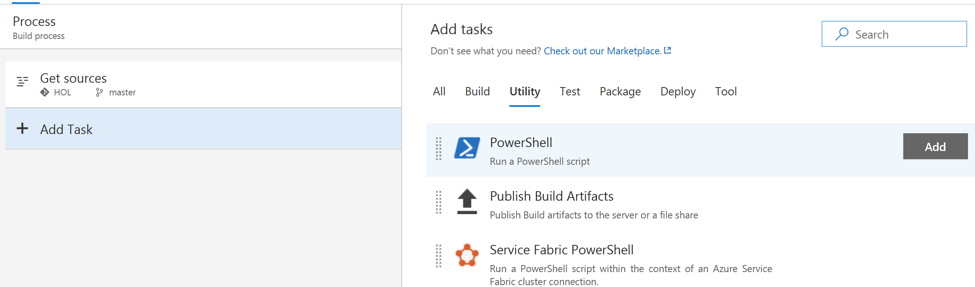 Process
Build process
Get sources
HOL master
Add Task
Add tasks
Don't see what you need? Check out our Marketplace.
Search
All Build Utility Test Package Deploy Tool
PowerShell
Run a PowerShell script
Add
Publish Build Artifacts
Publish Build artifacts to the server or a file share
Service Fabric PowerShell
Run a PowerShell script within the context of an Azure Service
Fabric cluster connection.